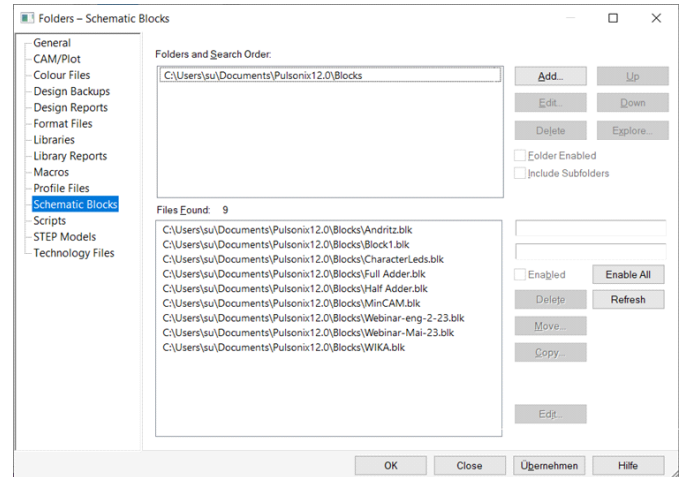 Folders – Schematic Blocks
General
CAM/Plot
Colour Files
Design Backups
Design Reports
Format Files
Libraries
Library Reports
Macros
Profile Files
Schematic Blocks
Scripts
STEP Models
Technology Files
Folders and Search Order:
C:\Users\su\Documents\Pulsonix12.0\Blocks
Add...
Up
Edit...
Down
Delete
Explore...
Folder Enabled
Include Subfolders
Files Found: 9
C:\Users\su\Documents\Pulsonix12.0\Blocks\Andritz.blk
C:\Users\su\Documents\Pulsonix12.0\Blocks\Block1.blk
C:\Users\su\Documents\Pulsonix12.0\Blocks\CharacterLeds.blk
C:\Users\su\Documents\Pulsonix12.0\Blocks\Full Adder.blk
C:\Users\su\Documents\Pulsonix12.0\Blocks\Half Adder.blk
C:\Users\su\Documents\Pulsonix12.0\Blocks\MinCAM.blk
C:\Users\su\Documents\Pulsonix12.0\Blocks\Webinar-eng-2-23.blk
C:\Users\su\Documents\Pulsonix12.0\Blocks\Webinar-Mai-23.blk
C:\Users\su\Documents\Pulsonix12.0\Blocks\WIKA.blk
Enabled
Enable All
Delete
Refresh
Move...
Copy...
Edit...
OK
Close
Übernehmen
Hilfe